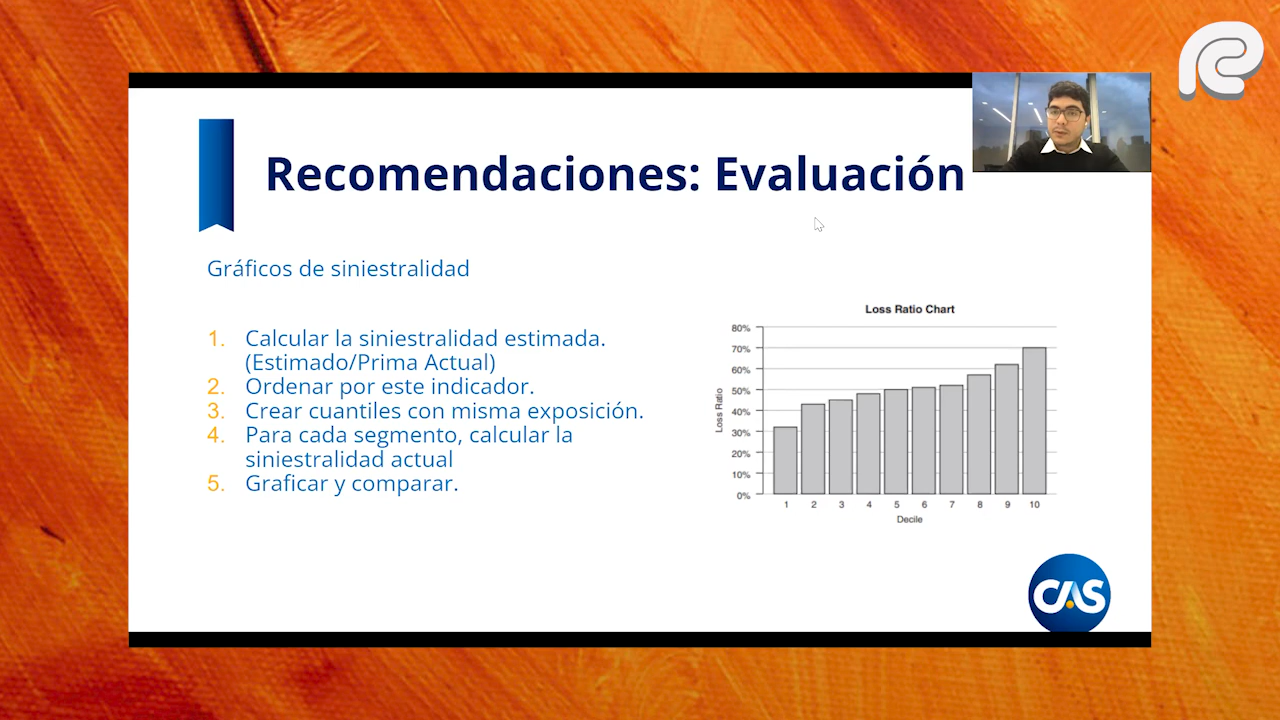 Recomendaciones: Evaluación
Gráficos de siniestralidad
1. Calcular la siniestralidad estimada.
(Estimado/Prima Actual)
2. Ordenar por este indicador.
3. Crear cuantiles con misma exposición.
4. Para cada segmento, calcular la
siniestralidad actual
5. Graficar y comparar.
Loss Ratio Chart
80%
70%
60%
50%
40%
30%
20%
10%
0%
Loss Ratio
1 2 3 4 5 6 7 8 9 10
Decile
CAS